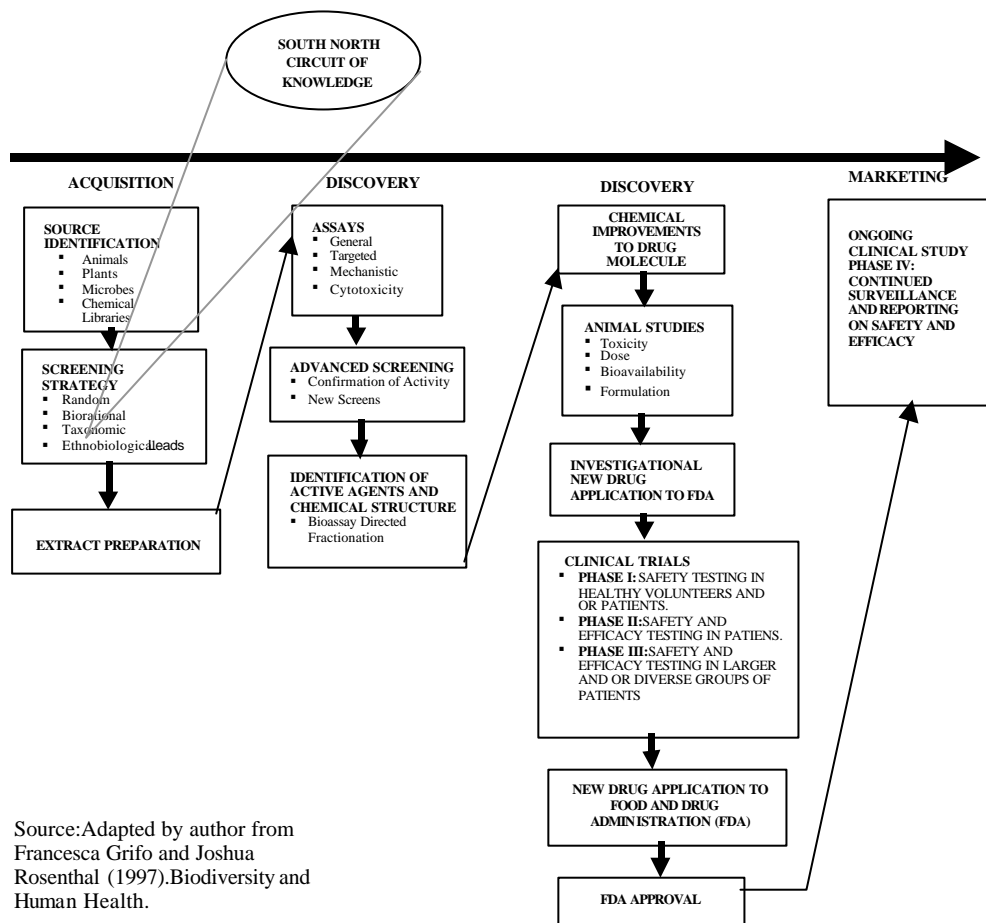 SOUTH NORTH
CIRCUIT OF
KNOWLEDGE
ACQUISITION
SOURCE
IDENTIFICATION
▪ Animals
▪ Plants
▪ Microbes
▪ Chemical
Libraries
SCREENING
STRATEGY
▪ Random
▪ Biorational
▪ Taxonomic
▪ Ethnobiological Leads
EXTRACT PREPARATION
DISCOVERY
ASSAYS
▪ General
▪ Targeted
▪ Mechanistic
▪ Cytotoxicity
ADVANCED SCREENING
▪ Confirmation of Activity
▪ New Screens
IDENTIFICATION OF
ACTIVE AGENTS AND
CHEMICAL STRUCTURE
▪ Bioassay Directed
Fractionation
DISCOVERY
CHEMICAL
IMPROVEMENTS
TO DRUG
MOLECULE
ANIMAL STUDIES
▪ Toxicity
▪ Dose
▪ Bioavailability
▪ Formulation
INVESTIGATIONAL
NEW DRUG
APPLICATION TO FDA
CLINICAL TRIALS
▪ PHASE I: SAFETY TESTING IN
HEALTHY VOLUNTEERS AND
OR PATIENTS.
▪ PHASE II:SAFETY AND
EFFICACY TESTING IN PATIENS.
▪ PHASE III:SAFETY AND
EFFICACY TESTING IN LARGER
AND OR DIVERSE GROUPS OF
PATIENTS
NEW DRUG APPLICATION TO
FOOD AND DRUG
ADMINISTRATION (FDA)
FDA APPROVAL
MARKETING
ONGOING
CLINICAL STUDY
PHASE IV:
CONTINUED
SURVEILLANCE
AND REPORTING
ON SAFETY AND
EFFICACY
Source:Adapted by author from
Francesca Grifo and Joshua
Rosenthal (1997).Biodiversity and
Human Health.